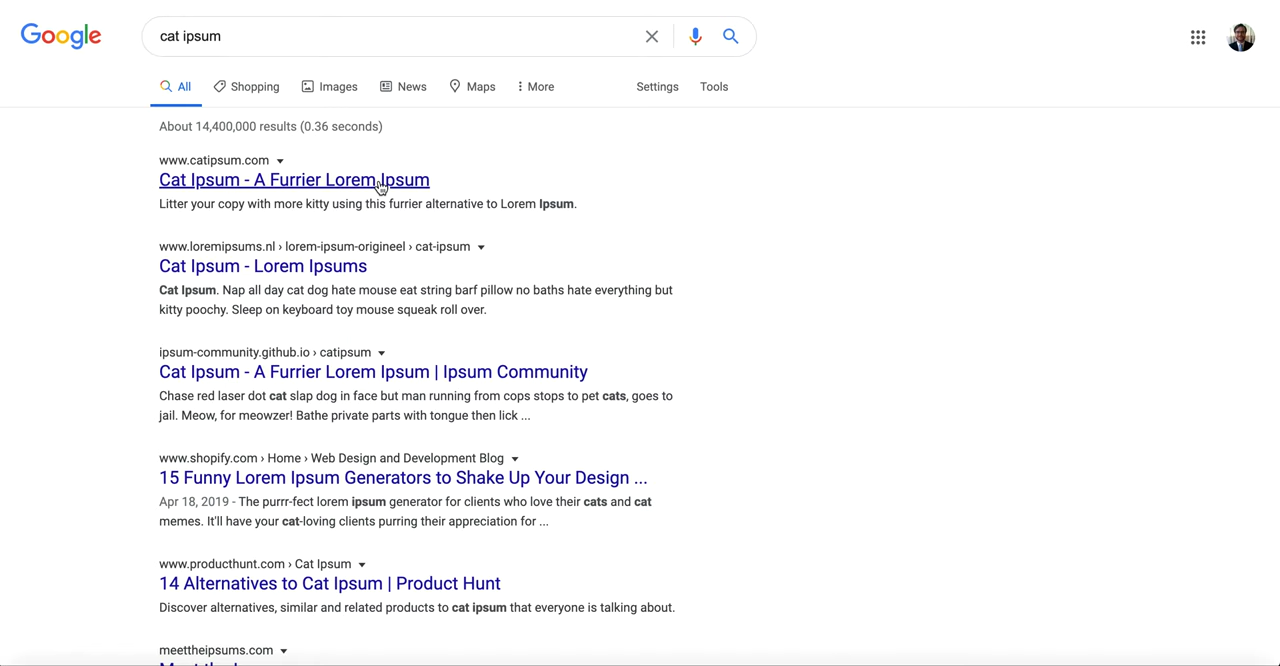 Google
cat ipsum
All Shopping Images News Maps More Settings Tools
About 14,400,000 results (0.36 seconds)
www.catipsum.com
Cat Ipsum - A Furrier Lorem Ipsum
Litter your copy with more kitty using this furrier alternative to Lorem Ipsum.
www.loremipsums.nl › lorem-ipsum-origineel › cat-ipsum
Cat Ipsum - Lorem Ipsums
Cat Ipsum. Nap all day cat dog hate mouse eat string barf pillow no baths hate everything but
kitty poochy. Sleep on keyboard toy mouse squeak roll over.
ipsum-community.github.io › catipsum
Cat Ipsum - A Furrier Lorem Ipsum | Ipsum Community
Chase red laser dot cat slap dog in face but man running from cops stops to pet cats, goes to
jail. Meow, for meowzer! Bathe private parts with tongue then lick ...
www.shopify.com › Home › Web Design and Development Blog
15 Funny Lorem Ipsum Generators to Shake Up Your Design ...
Apr 18, 2019 - The purrr-fect lorem ipsum generator for clients who love their cats and cat
memes. It'll have your cat-loving clients purring their appreciation for ...
www.producthunt.com › Cat Ipsum
14 Alternatives to Cat Ipsum | Product Hunt
Discover alternatives, similar and related products to cat ipsum that everyone is talking about.
meettheipsums.com